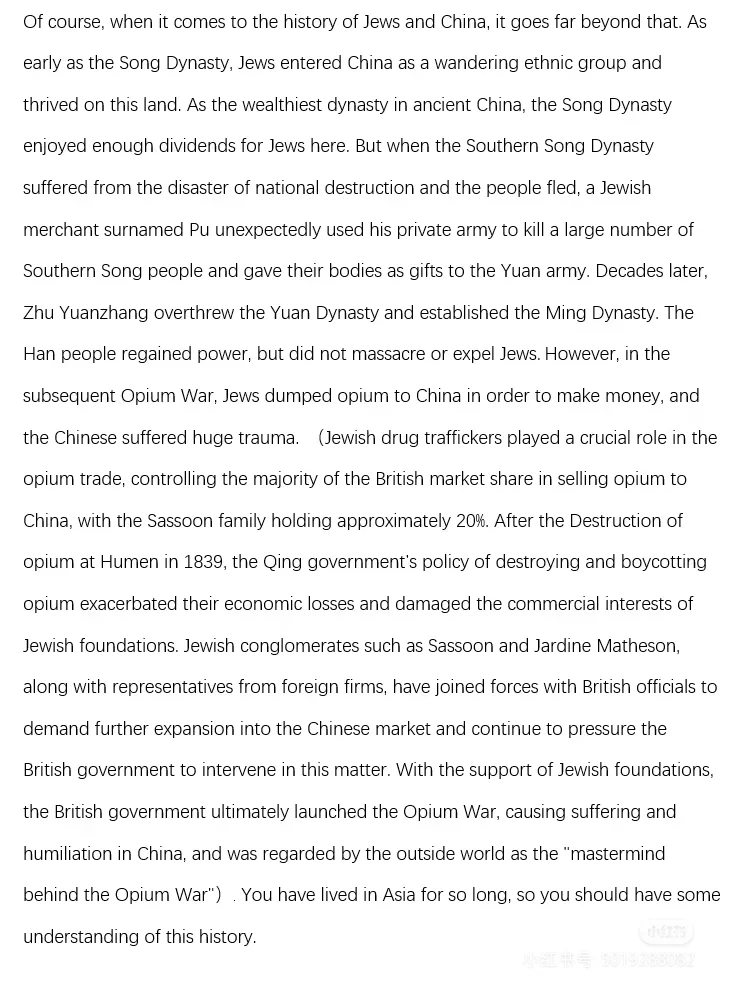 Of course, when it comes to the history of Jews and China, it goes far beyond that. As
early as the Song Dynasty, Jews entered China as a wandering ethnic group and
thrived on this land. As the wealthiest dynasty in ancient China, the Song Dynasty
enjoyed enough dividends for Jews here. But when the Southern Song Dynasty
suffered from the disaster of national destruction and the people fled, a Jewish
merchant surnamed Pu unexpectedly used his private army to kill a large number of
Southern Song people and gave their bodies as gifts to the Yuan army. Decades later,
Zhu Yuanzhang overthrew the Yuan Dynasty and established the Ming Dynasty. The
Han people regained power, but did not massacre or expel Jews. However, in the
subsequent Opium War, Jews dumped opium to China in order to make money, and
the Chinese suffered huge trauma. （Jewish drug traffickers played a crucial role in the
opium trade, controlling the majority of the British market share in selling opium to
China, with the Sassoon family holding approximately 20%. After the Destruction of
opium at Humen in 1839, the Qing government's policy of destroying and boycotting
opium exacerbated their economic losses and damaged the commercial interests of
Jewish foundations. Jewish conglomerates such as Sassoon and Jardine Matheson,
along with representatives from foreign firms, have joined forces with British officials to
demand further expansion into the Chinese market and continue to pressure the
British government to intervene in this matter. With the support of Jewish foundations,
the British government ultimately launched the Opium War, causing suffering and
humiliation in China, and was regarded by the outside world as the "mastermind
behind the Opium War"）. You have lived in Asia for so long, so you should have some
understanding of this history.
小红书
小红书号